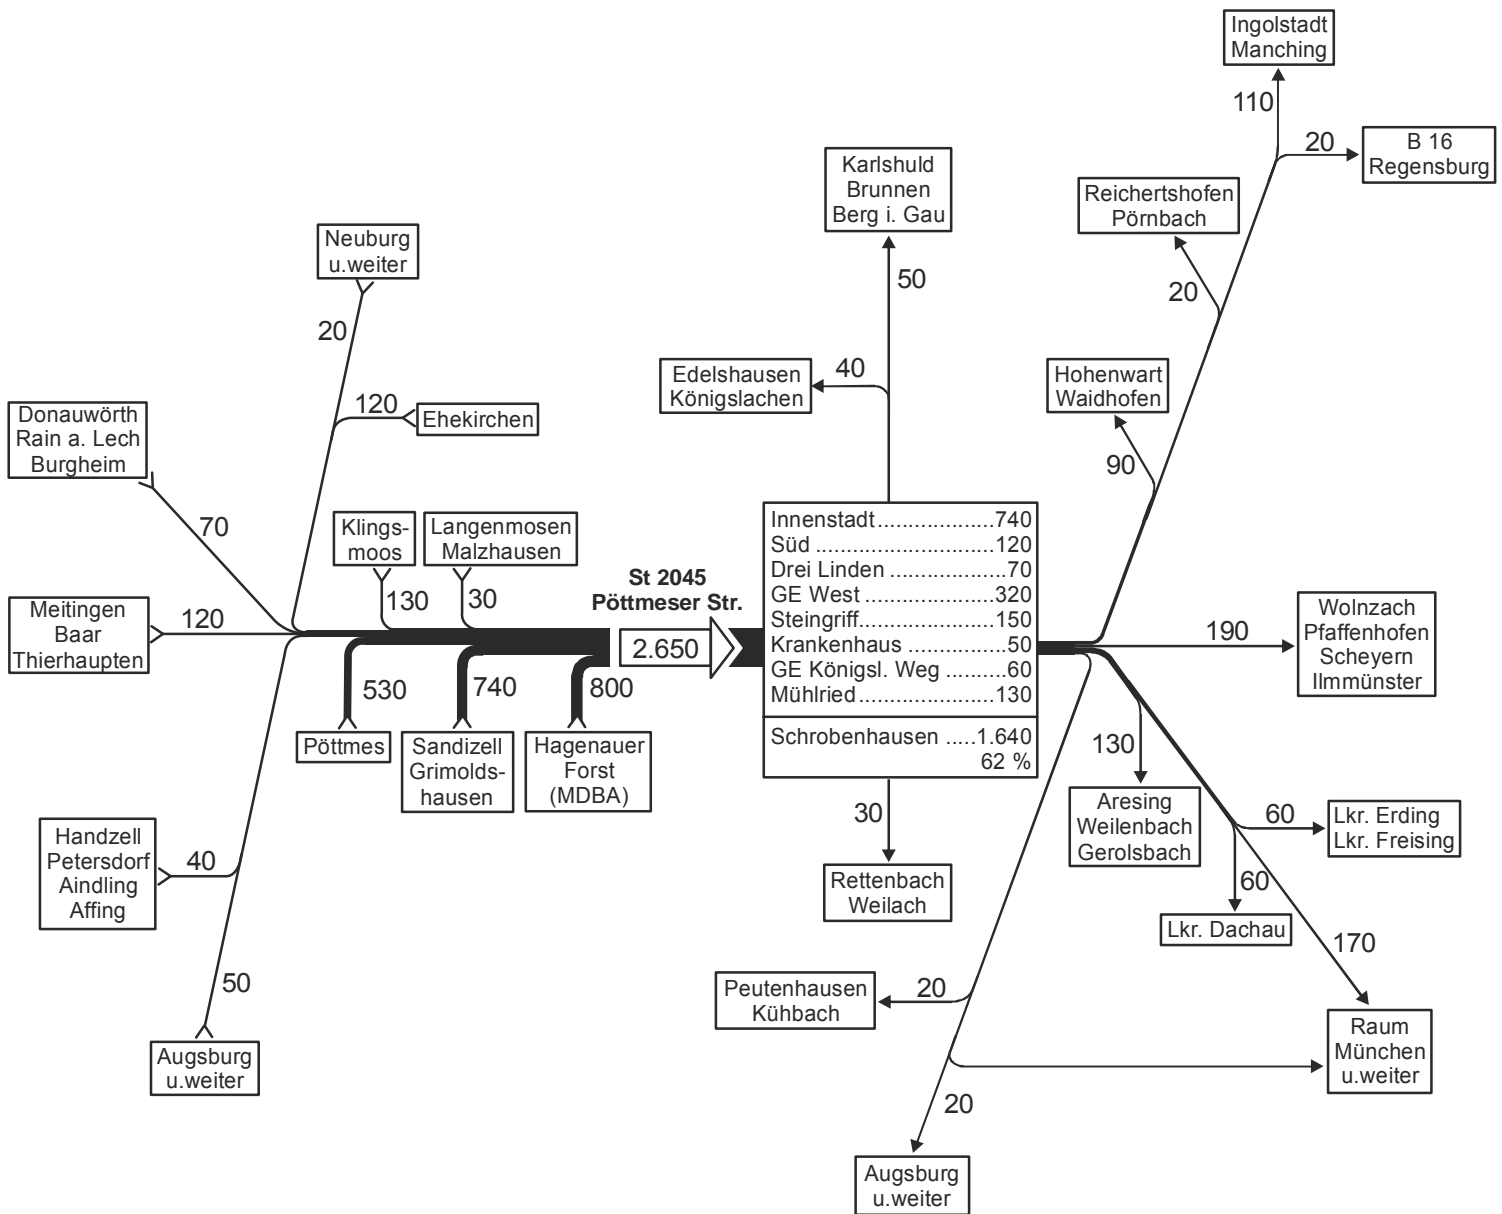 Ingolstadt
Manching
110
20
B 16
Regensburg
Karlshuld
Brunnen
Berg i. Gau
50
Reichertshofen
Pörnbach
20
Neuburg
u.weiter
20
Edelshausen
Königslachen
40
Hohenwart
Waidhofen
90
120
Ehekirchen
Donauwörth
Rain a. Lech
Burgheim
70
Klings-
moos
130
Langenmosen
Malzhausen
30
St 2045
Pöttmeser Str.
2.650
Innenstadt...................740
Süd ..............................120
Drei Linden ...................70
GE West ......................320
Steingriff.......................150
Krankenhaus ................50
GE Königsl. Weg ..........60
Mühlried.......................130
Schrobenhausen .....1.640
62 %
Meitingen
Baar
Thierhaupten
120
190
Wolnzach
Pfaffenhofen
Scheyern
Ilmmünster
530
Pöttmes
740
Sandizell
Grimolds-
hausen
800
Hagenauer
Forst
(MDBA)
130
Aresing
Weilenbach
Gerolsbach
60
Lkr. Erding
Lkr. Freising
30
Rettenbach
Weilach
Handzell
Petersdorf
Aindling
Affing
40
60
Lkr. Dachau
170
50
Augsburg
u.weiter
Peutenhausen
Kühbach
20
Raum
München
u.weiter
20
Augsburg
u.weiter